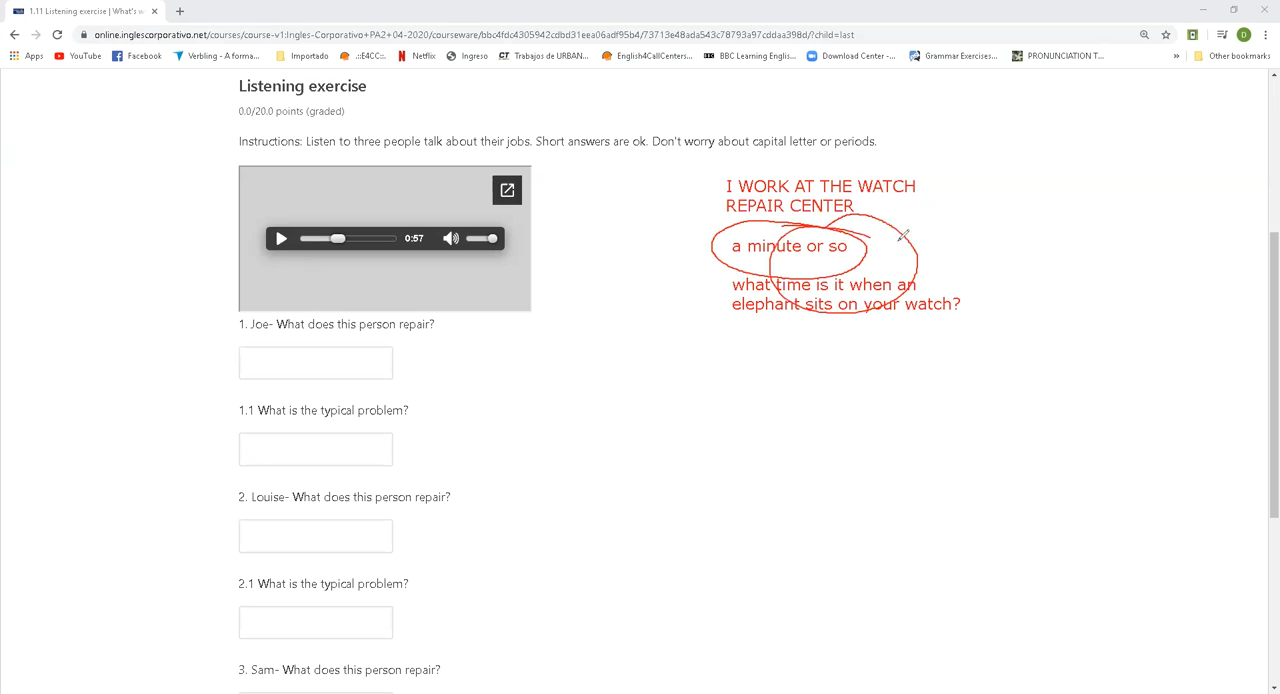 1.11 Listening exercise | What's w
online.inglescorporativo.net/courses/course-v1:Ingles-Corporativo+PA2+04-2020/courseware/bbc4fdc4305942cdbd31eea06adf95b4/73713e48ada543c78793a97cddaa398d/?child=last
D
Apps YouTube Facebook Verbling - A forma... Importado .::E4CC::. Netflix Ingreso Trabajos de URBAN... English4CallCenters... BBC Learning Englis... Download Center -... Grammar Exercises... PRONUNCIATION T... » Other bookmarks
Listening exercise
0.0/20.0 points (graded)
Instructions: Listen to three people talk about their jobs. Short answers are ok. Don't worry about capital letter or periods.
0:57
I WORK AT THE WATCH
REPAIR CENTER
a minute or so
what time is it when an
elephant sits on your watch?
1. Joe- What does this person repair?
1.1 What is the typical problem?
2. Louise- What does this person repair?
2.1 What is the typical problem?
3. Sam- What does this person repair?